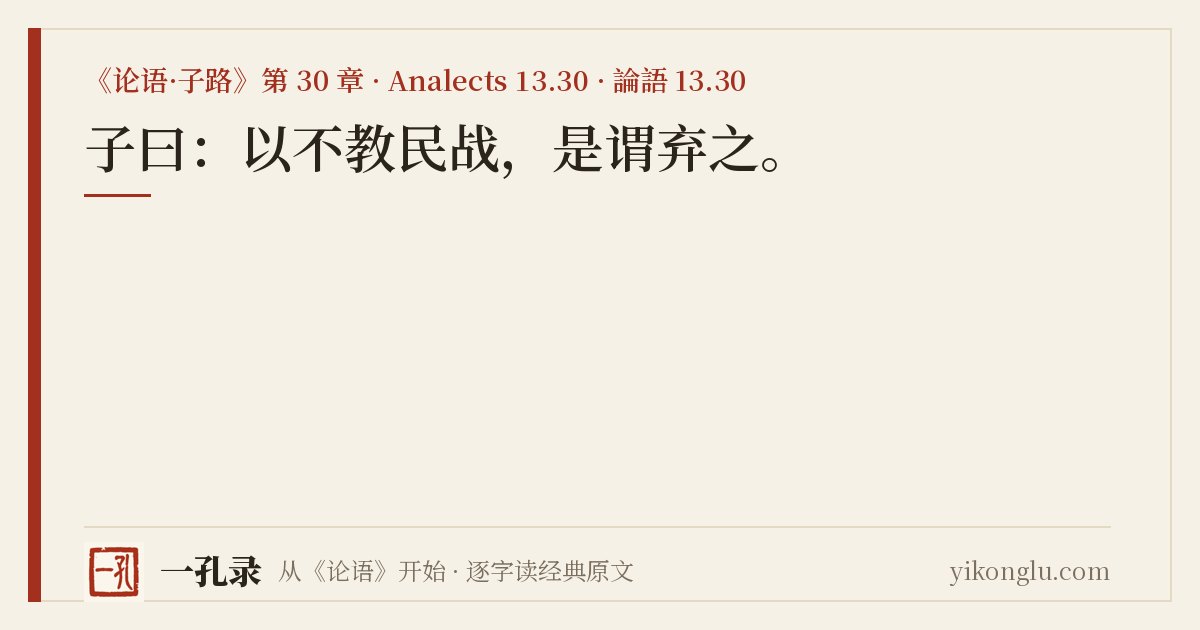 《论语·子路》第 30 章 · Analects 13.30 · 論語 13.30
子曰：以不教民战，是谓弃之。
一孔
一孔录 从《论语》开始 · 逐字读经典原文 yikonglu.com